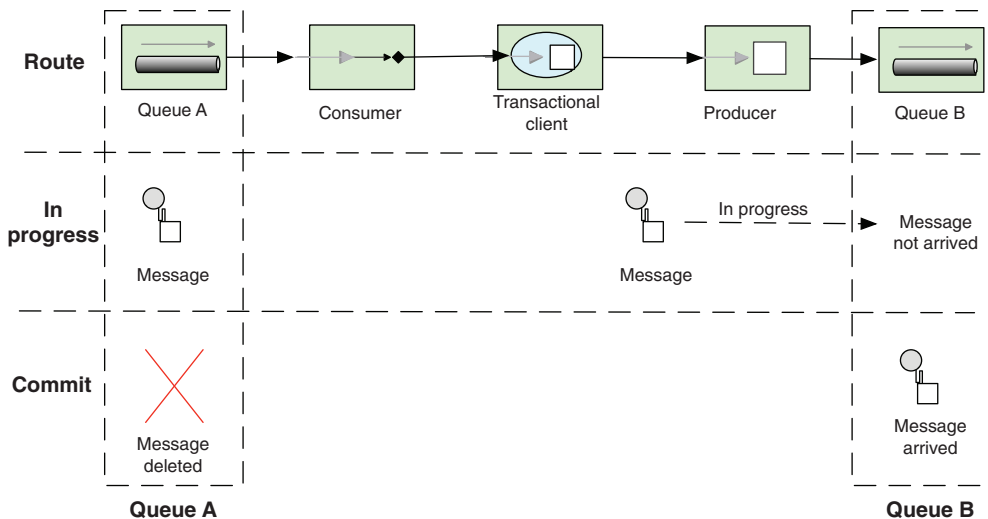 Route
Queue A
Consumer
Transactional
client
Producer
Queue B
In
progress
Message
Message
In progress
Message
not arrived
Commit
Message
deleted
Message
arrived
Queue A
Queue B